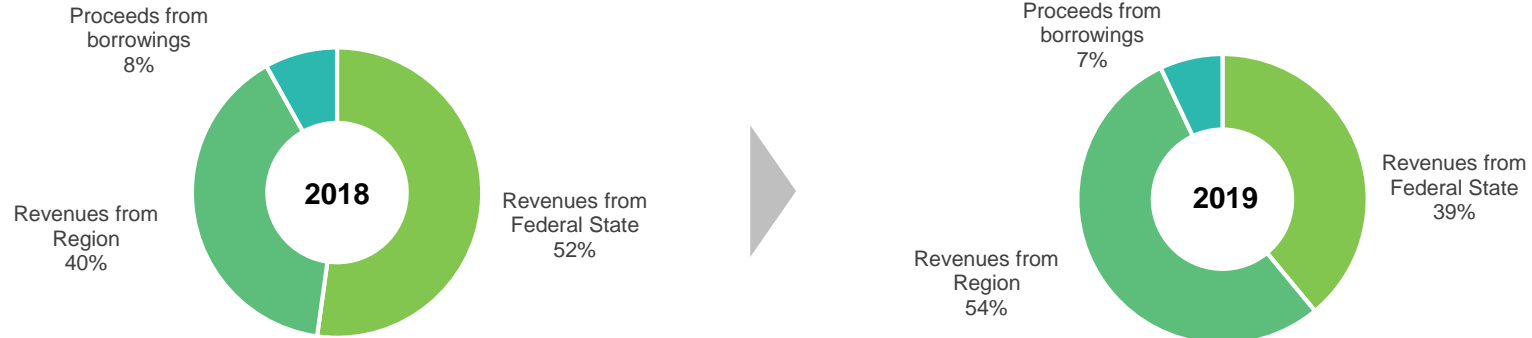 Proceeds from
borrowings
8%
2018
Revenues from
Region
40%
Revenues from
Federal State
52%
Proceeds from
borrowings
7%
2019
Revenues from
Federal State
39%
Revenues from
Region
54%